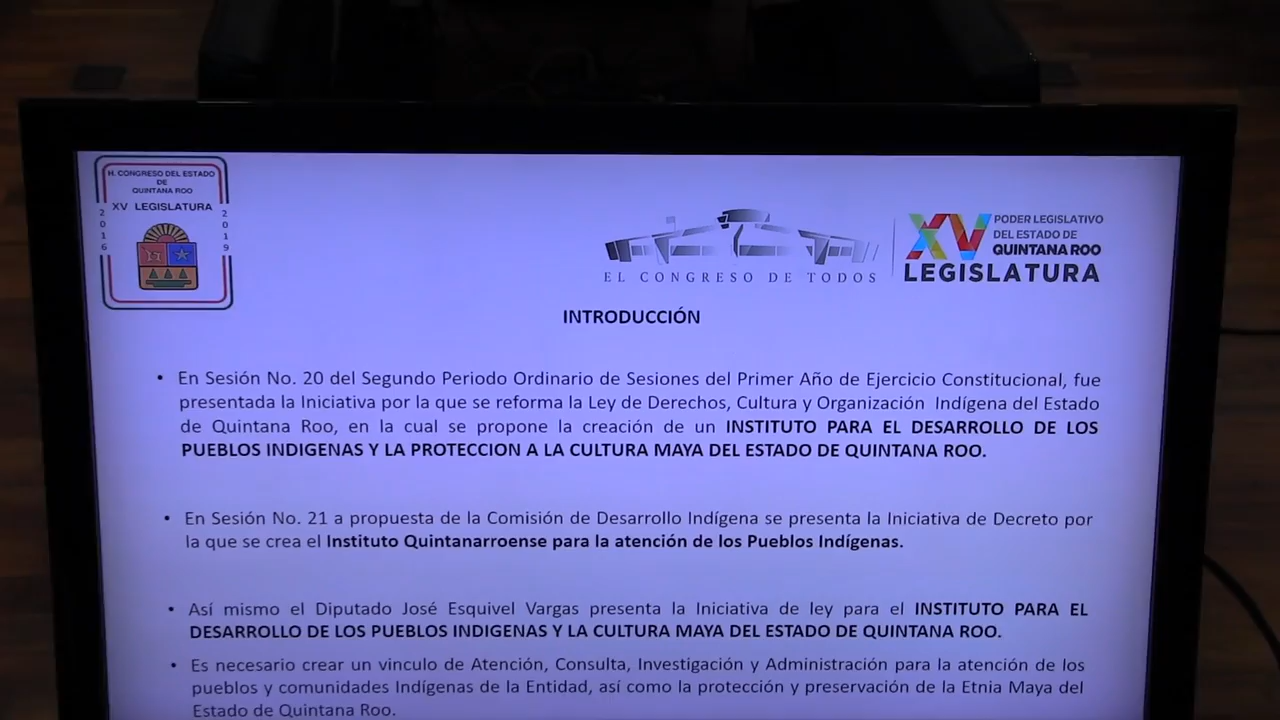 H. CONGRESO DEL ESTADO
DE
QUINTANA ROO
XV LEGISLATURA
2016
2019
EL CONGRESO DE TODOS
XV
PODER LEGISLATIVO
DEL ESTADO DE
QUINTANA ROO
LEGISLATURA
INTRODUCCIÓN
• En Sesión No. 20 del Segundo Periodo Ordinario de Sesiones del Primer Año de Ejercicio Constitucional, fue
presentada la Iniciativa por la que se reforma la Ley de Derechos, Cultura y Organización Indígena del Estado
de Quintana Roo, en la cual se propone la creación de un INSTITUTO PARA EL DESARROLLO DE LOS
PUEBLOS INDIGENAS Y LA PROTECCION A LA CULTURA MAYA DEL ESTADO DE QUINTANA ROO.
• En Sesión No. 21 a propuesta de la Comisión de Desarrollo Indígena se presenta la Iniciativa de Decreto por
la que se crea el Instituto Quintanarroense para la atención de los Pueblos Indígenas.
• Así mismo el Diputado José Esquivel Vargas presenta la Iniciativa de ley para el INSTITUTO PARA EL
DESARROLLO DE LOS PUEBLOS INDIGENAS Y LA CULTURA MAYA DEL ESTADO DE QUINTANA ROO.
• Es necesario crear un vinculo de Atención, Consulta, Investigación y Administración para la atención de los
pueblos y comunidades Indígenas de la Entidad, así como la protección y preservación de la Etnia Maya del
Estado de Quintana Roo.